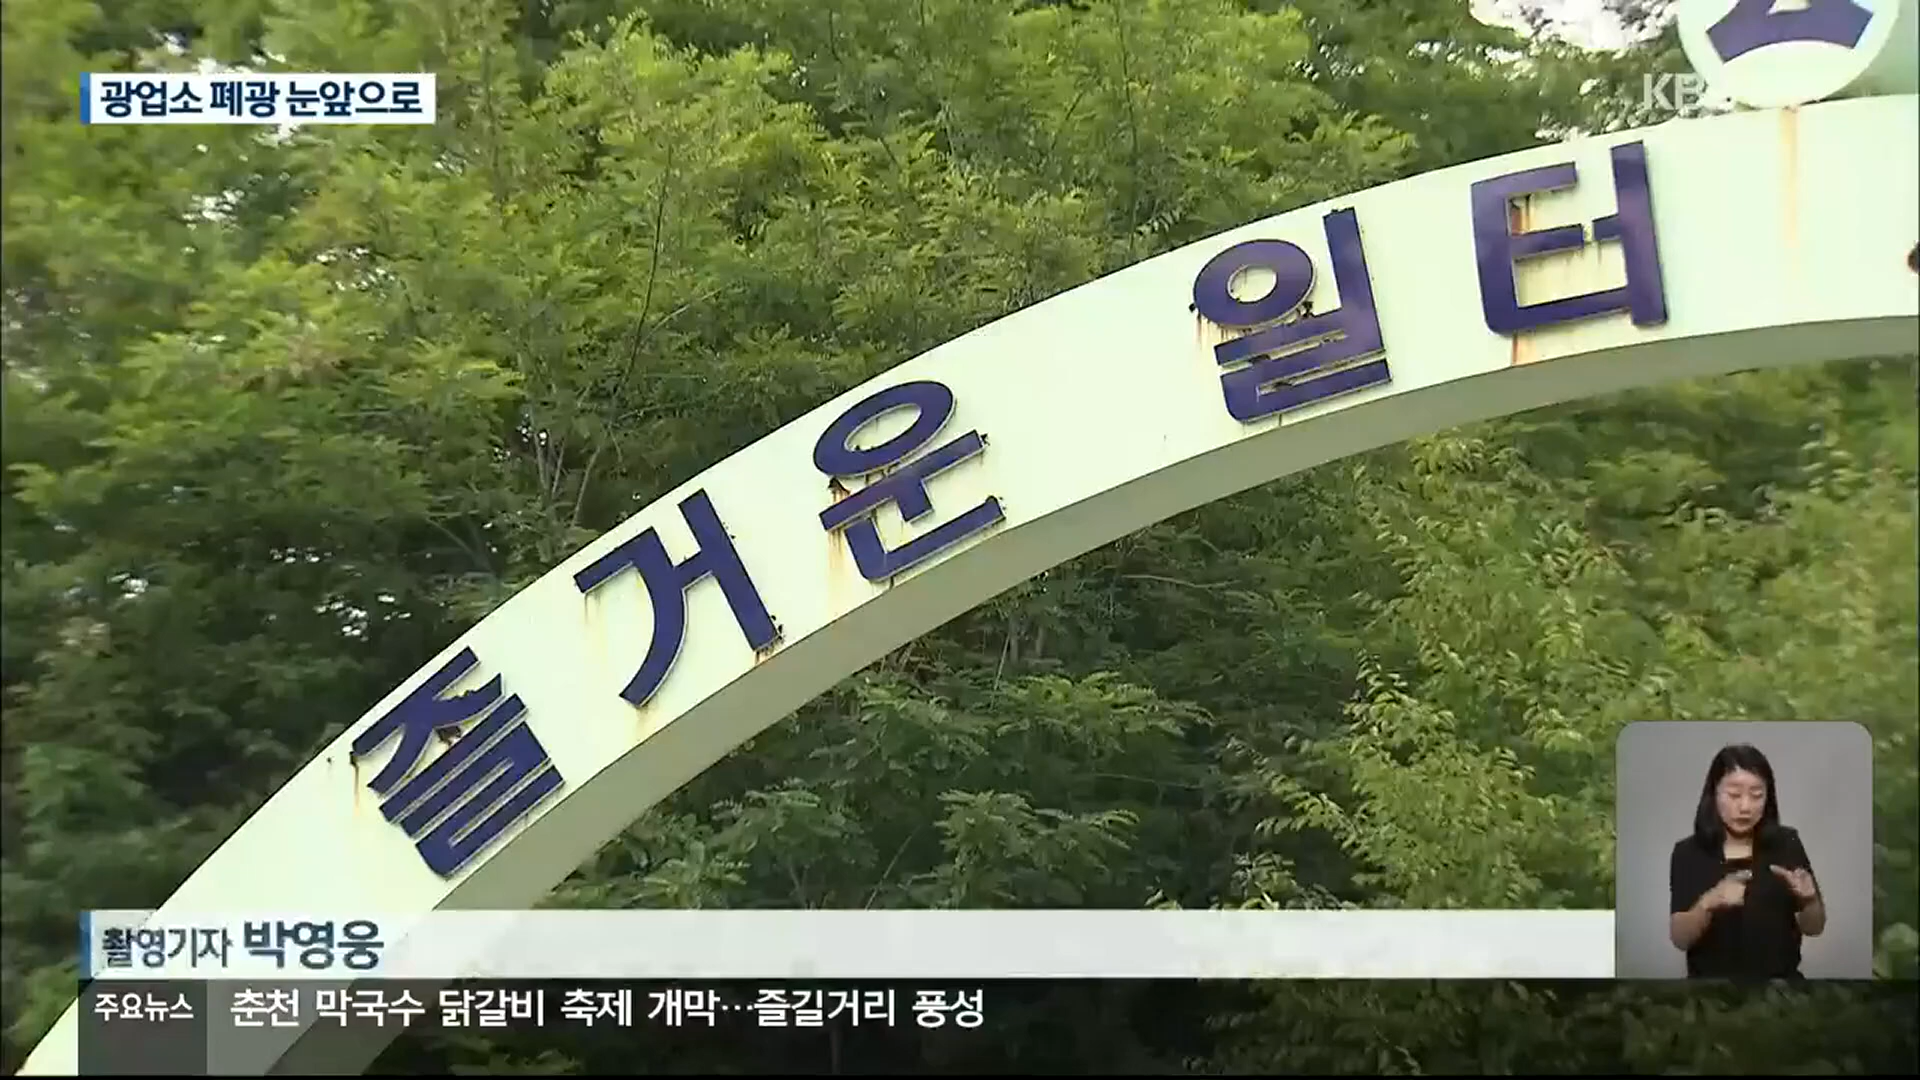 광업소 폐광 눈앞으로
KBS
즐거운 일터
촬영기자 박영웅
주요뉴스 춘천 막국수 닭갈비 축제 개막…즐길거리 풍성